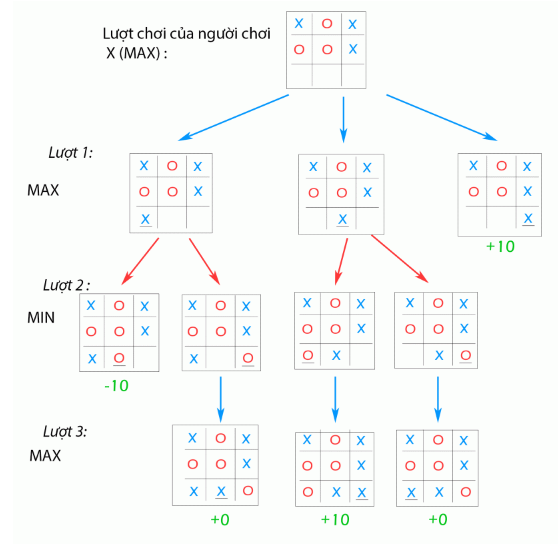 Lượt chơi của người chơi
X (MAX) :
X O X
O O X
Lượt 1:
MAX
X O X
O O X
X
X O X
O O X
X
X O X
O O X
X
+10
Lượt 2 :
MIN
X O X
O O X
X O
-10
X O X
O O X
X O
X O X
O O X
O X
X O X
O O X
X O
Lượt 3:
MAX
X O X
O O X
X X O
+0
X O X
O O X
O X X
+10
X O X
O O X
X X O
+0